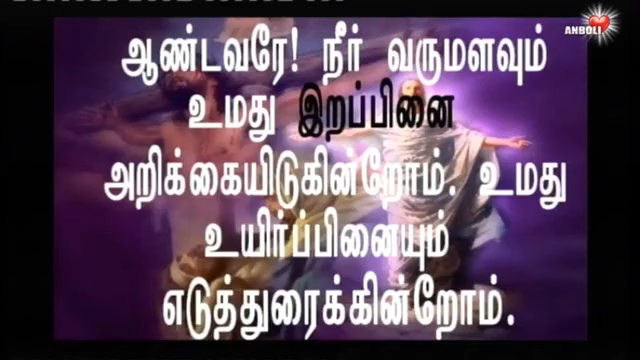 ANBOLI
ஆண்டவரே! நீர் வருமளவும்
உமது இறப்பினை
அறிக்கையிடுகின்றோம். உமது
உயிர்ப்பினையும்
எடுத்துரைக்கின்றோம்.